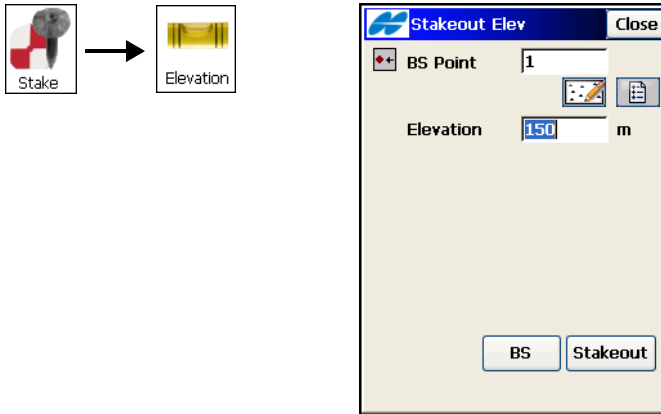 Stake
Elevation
Stakeout Elev Close
BS Point 1
Elevation 150 m
BS Stakeout